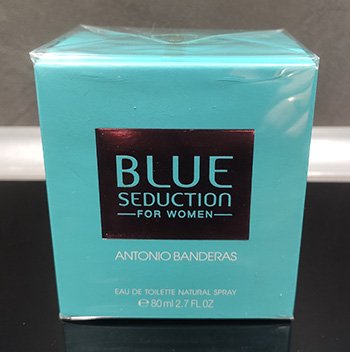 BLUE
SEDUCTION
FOR WOMEN
ANTONIO BANDERAS
EAU DE TOILETTE NATURAL SPRAY
℮ 80 ml 2.7 FL OZ